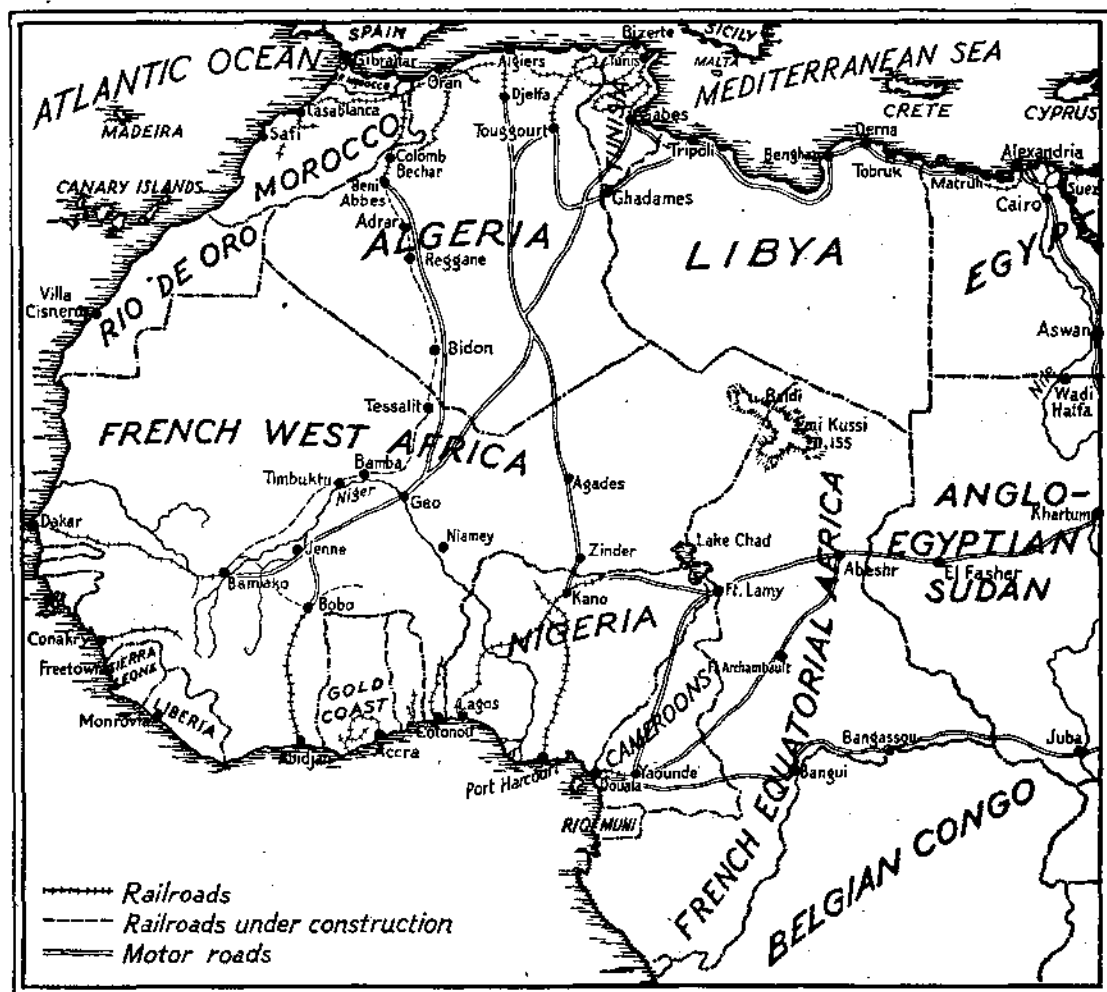 SPAIN
Bizerte
SICILY
ATLANTIC OCEAN
Gibraltar
Algiers
Tunis
MALTA
MEDITERRANEAN SEA
Oran
Djelfa
CRETE
CYPRUS
MADEIRA
Casablanca
Safi
Touggourt
TUNISIA
Gabes
Tripoli
Benghazi
Derna
Tobruk
Matruh
Alexandria
Suez
Cairo
MOROCCO
Colomb
Bechar
Beni
Abbes
CANARY ISLANDS
Ghadames
Adrar
ALGERIA
LIBYA
EGYPT
Reggane
RIO DE ORO
Villa
Cisneros
Bidon
Aswan
Nile
Wadi
Halfa
Tessalit
FRENCH WEST AFRICA
Bardi
Emi Kussi
Bamba
Timbuktu
Niger
Gao
Agades
ANGLO-
EGYPTIAN
SUDAN
Khartum
Dakar
Jenne
Niamey
Zinder
Lake Chad
Abeshr
El Fasher
Bamako
Bobo
Kano
Ft. Lamy
NIGERIA
Conakry
Freetown
SIERRA
LEONE
Ft. Archambault
LIBERIA
Monrovia
GOLD
COAST
Lagos
Cotonou
Accra
Abidjan
CAMEROONS
Port Harcourt
Douala
Yaounde
Bangui
Bangassou
Juba
RIO MUNI
FRENCH EQUATORIAL AFRICA
BELGIAN CONGO
Railroads
Railroads under construction
Motor roads